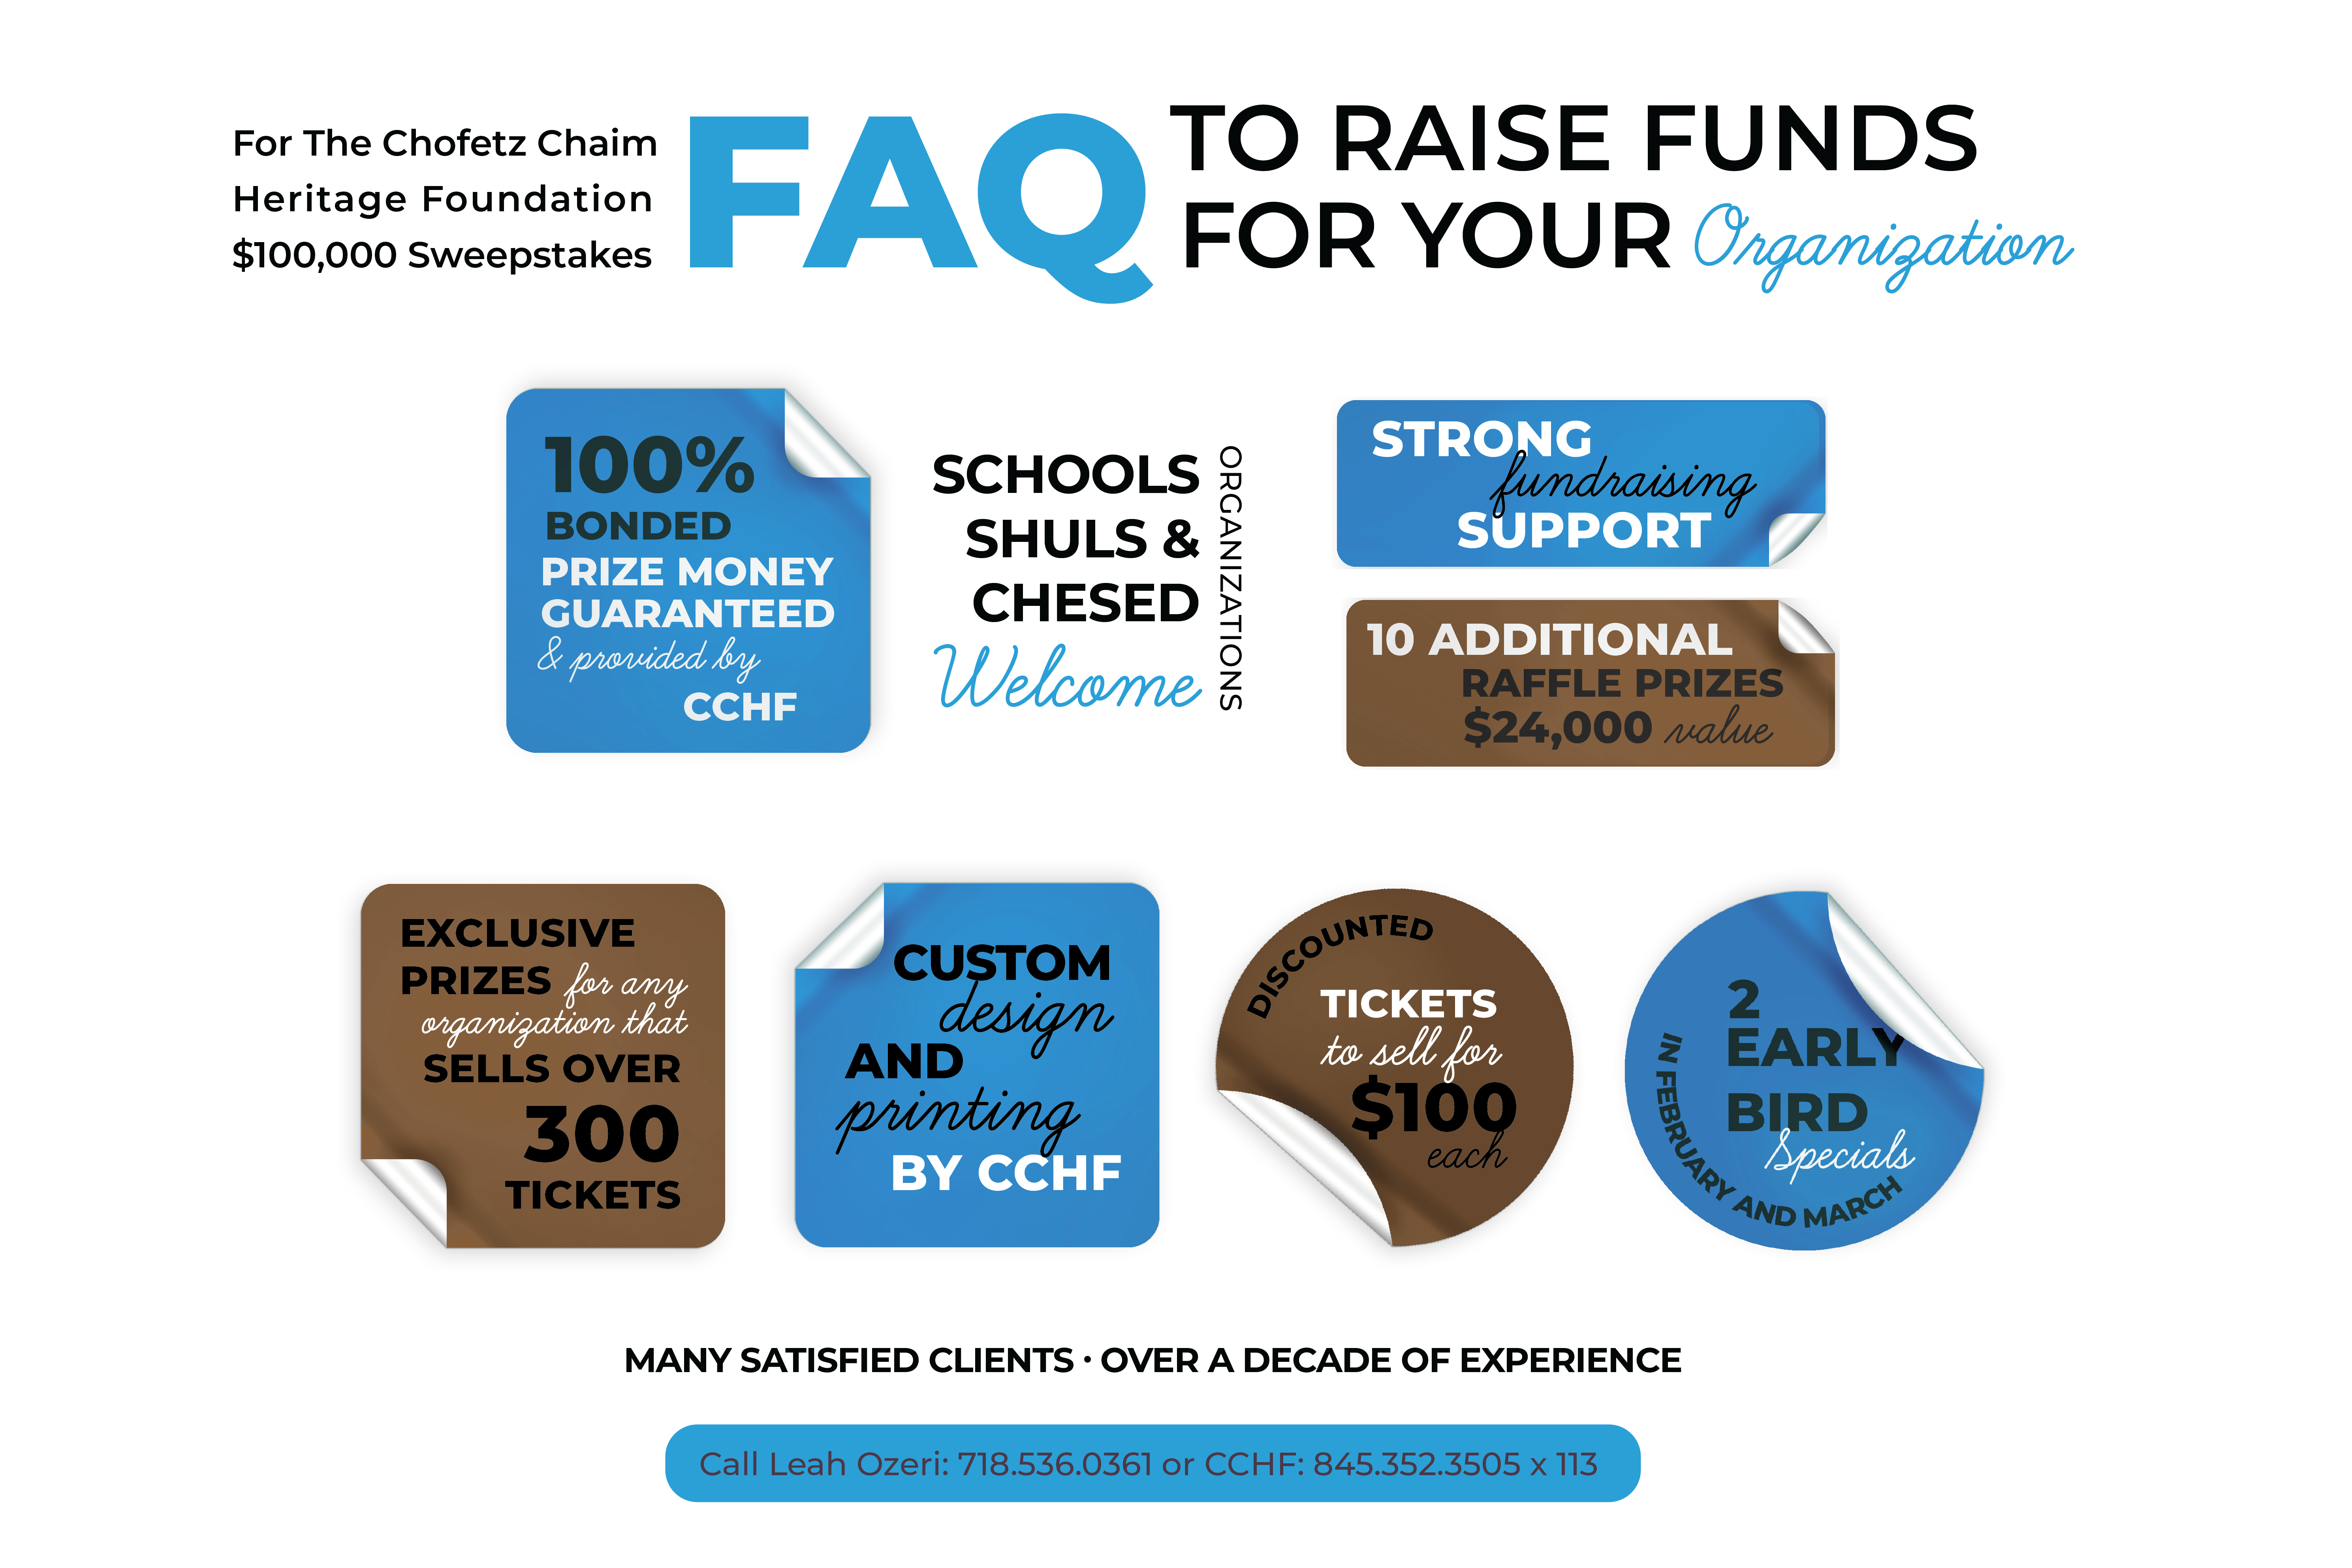 For The Chofetz Chaim
Heritage Foundation
$100,000 Sweepstakes
FAQ
TO RAISE FUNDS
FOR YOUR Organization
100%
BONDED
PRIZE MONEY
GUARANTEED
& provided by
CCHF
SCHOOLS
SHULS &
CHESED
Welcome
ORGANIZATIONS
STRONG
fundraising
SUPPORT
10 ADDITIONAL
RAFFLE PRIZES
$24,000 value
EXCLUSIVE
PRIZES for any
organization that
SELLS OVER
300
TICKETS
CUSTOM
design
AND
printing
BY CCHF
DISCOUNTED
TICKETS
to sell for
$100
each
2
EARLY
BIRD
Specials
IN FEBRUARY AND MARCH
MANY SATISFIED CLIENTS • OVER A DECADE OF EXPERIENCE
Call Leah Ozeri: 718.536.0361 or CCHF: 845.352.3505 x 113